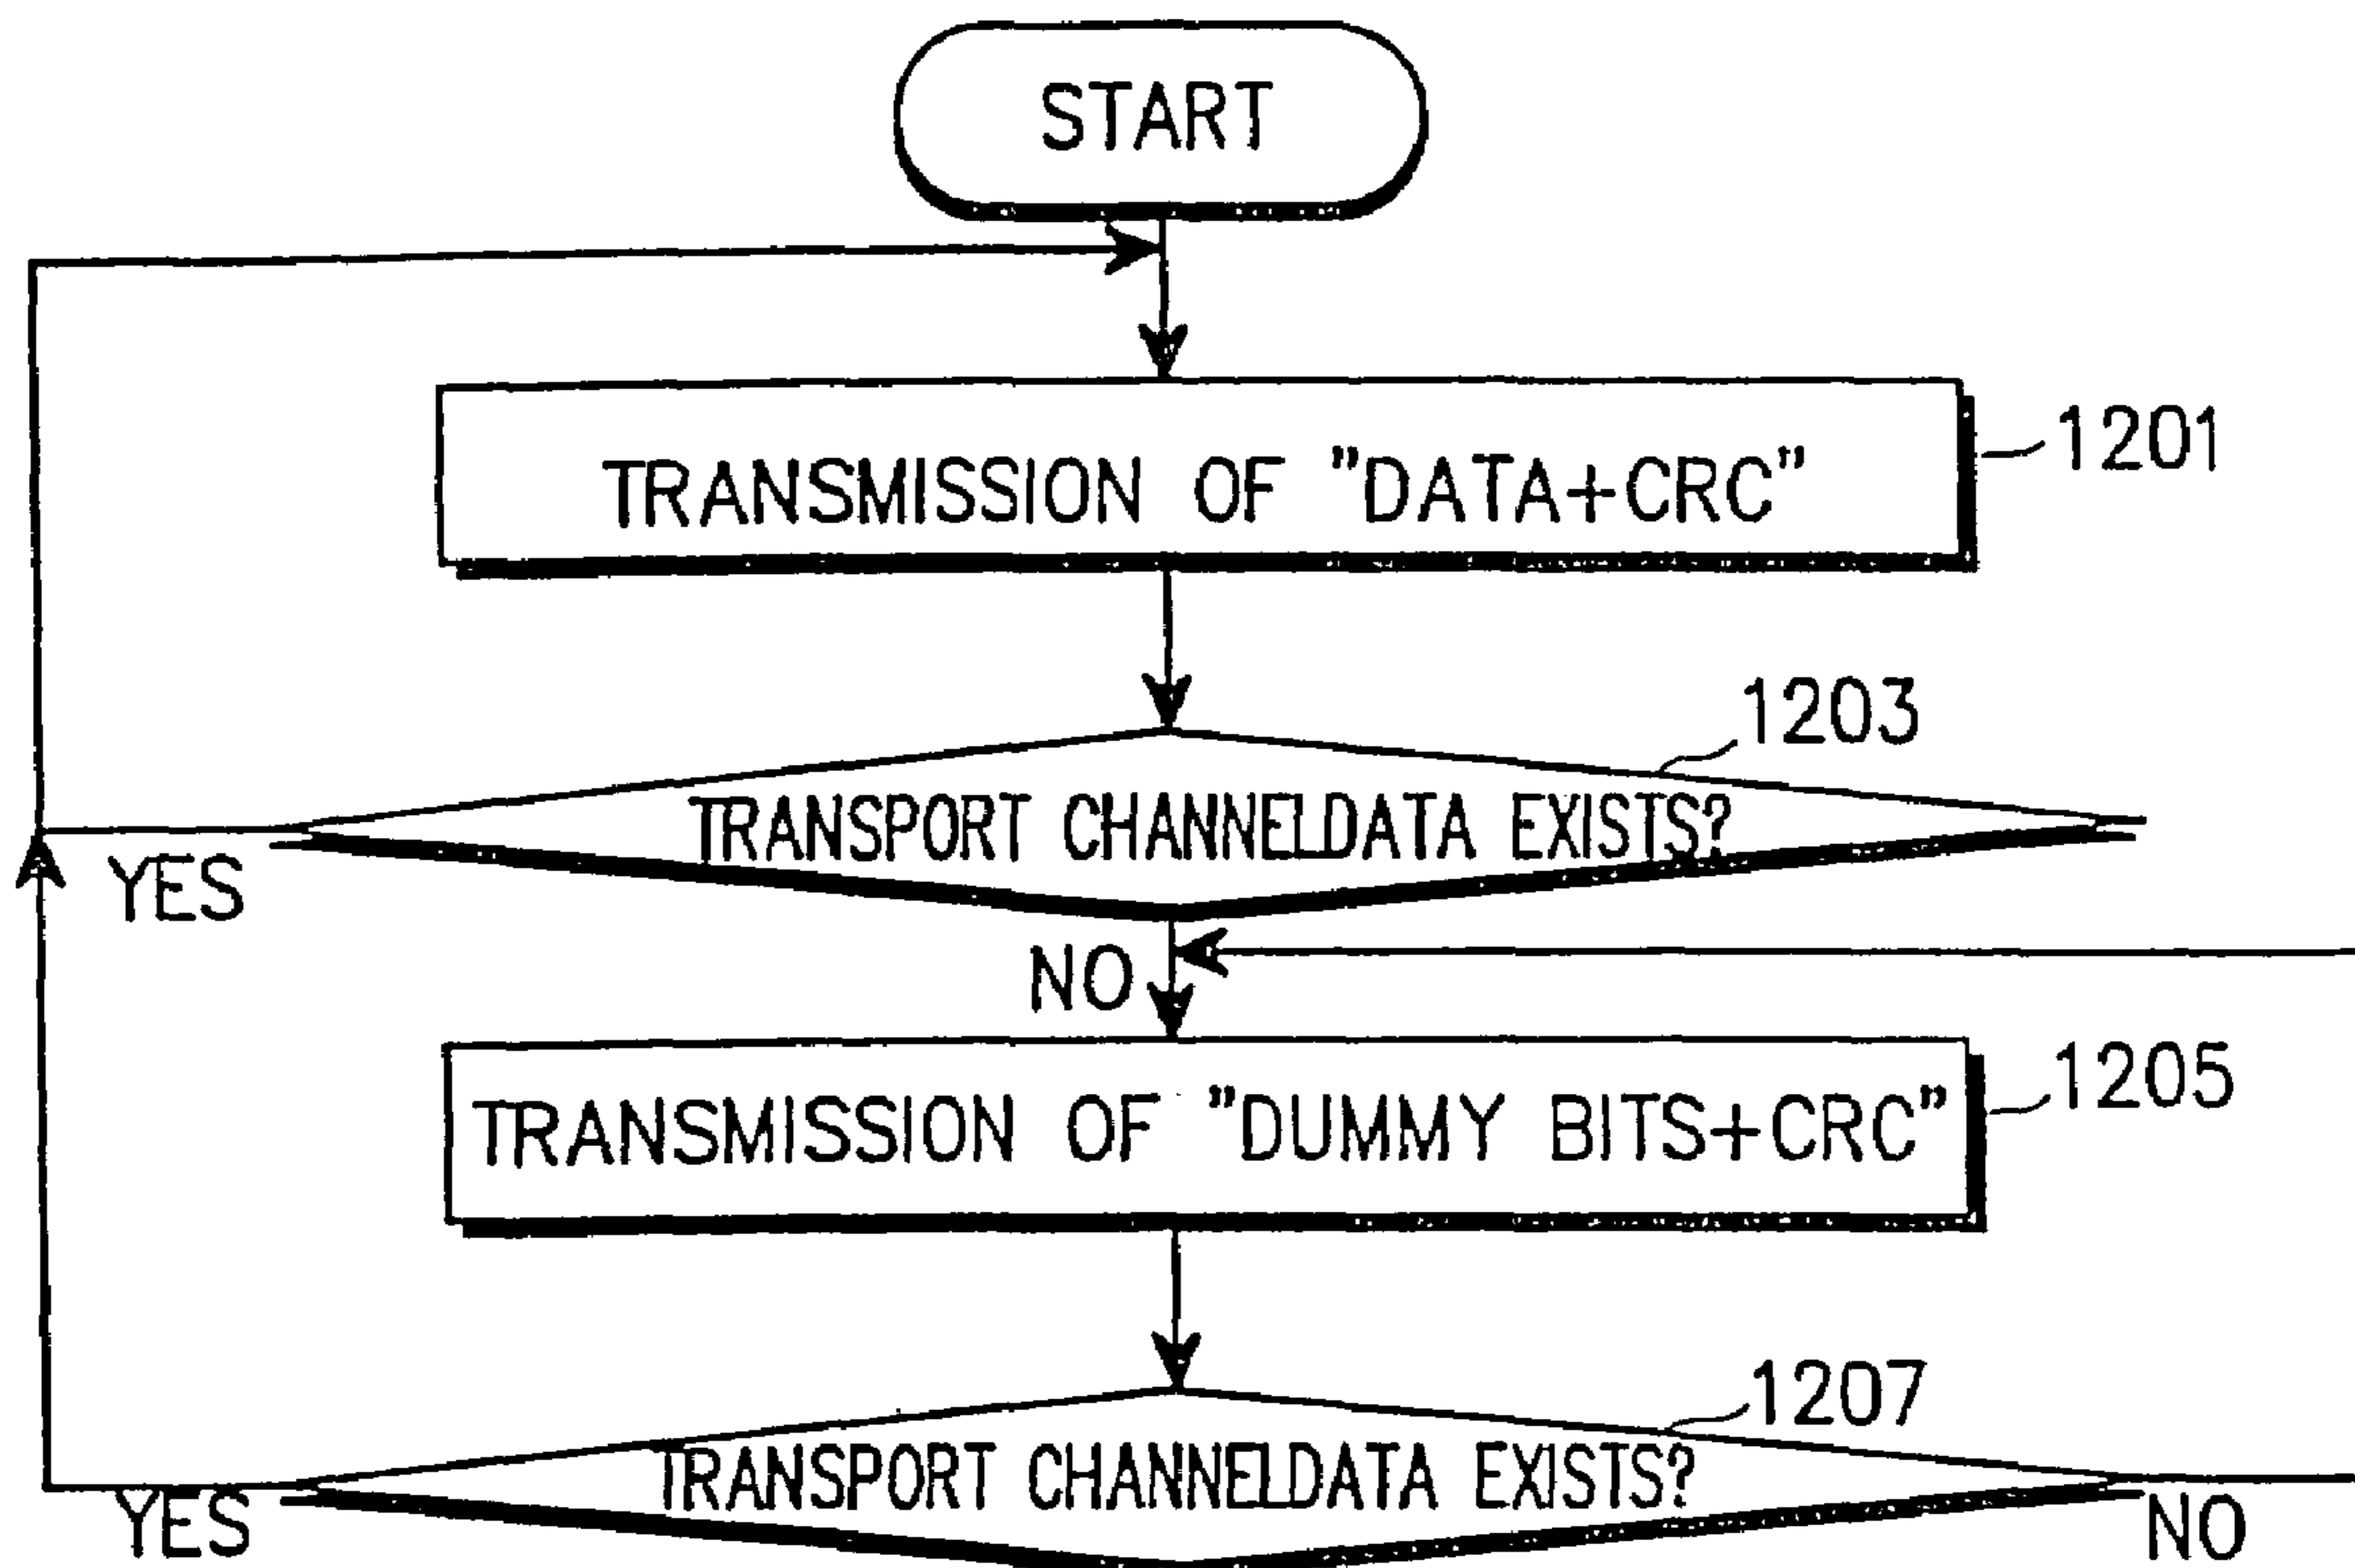 START
TRANSMISSION OF "DATA+CRC"
1201
1203
TRANSPORT CHANNELDATA EXISTS?
YES
NO
TRANSMISSION OF "DUMMY BITS+CRC"
1205
1207
TRANSPORT CHANNELDATA EXISTS?
YES
NO